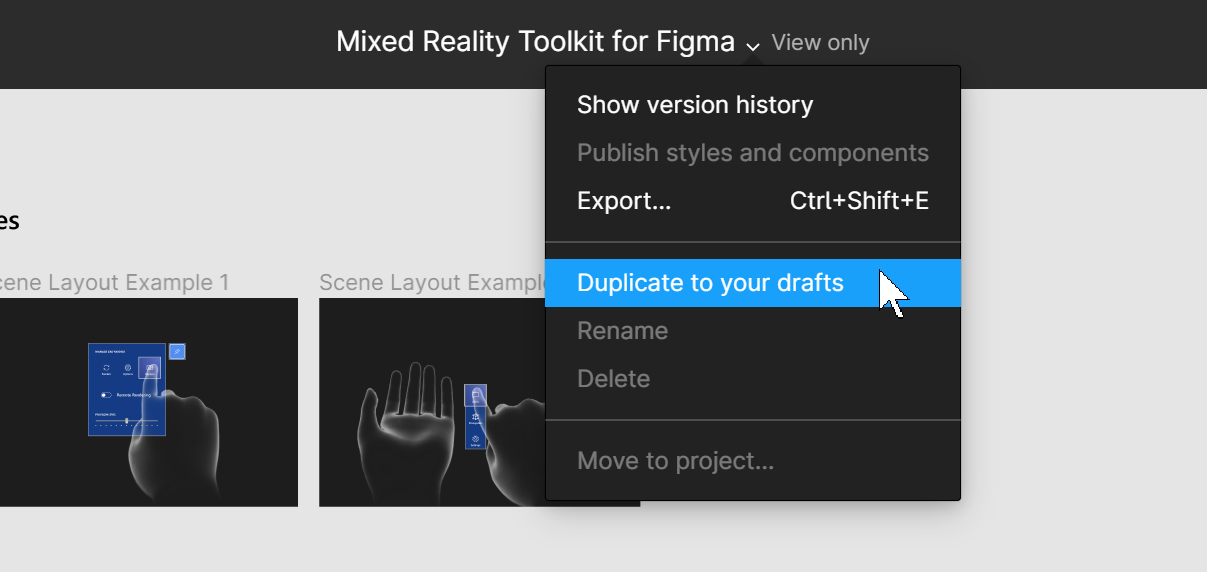 Mixed Reality Toolkit for Figma View only
Show version history
Publish styles and components
Export... Ctrl+Shift+E
es
Duplicate to your drafts
Rename
Delete
Move to project...
cene Layout Example 1
Scene Layout Example
Remote Rendering